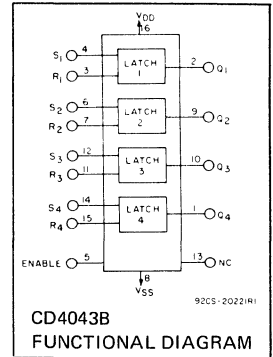 VDD
16
S1 4
R1 3
LATCH
1
2 Q1
S2 6
R2 7
LATCH
2
9 Q2
S3 12
R3 11
LATCH
3
10 Q3
S4 14
R4 15
LATCH
4
1 Q4
ENABLE 5
13 NC
8
VSS
92CS-20221R1
CD4043B
FUNCTIONAL DIAGRAM